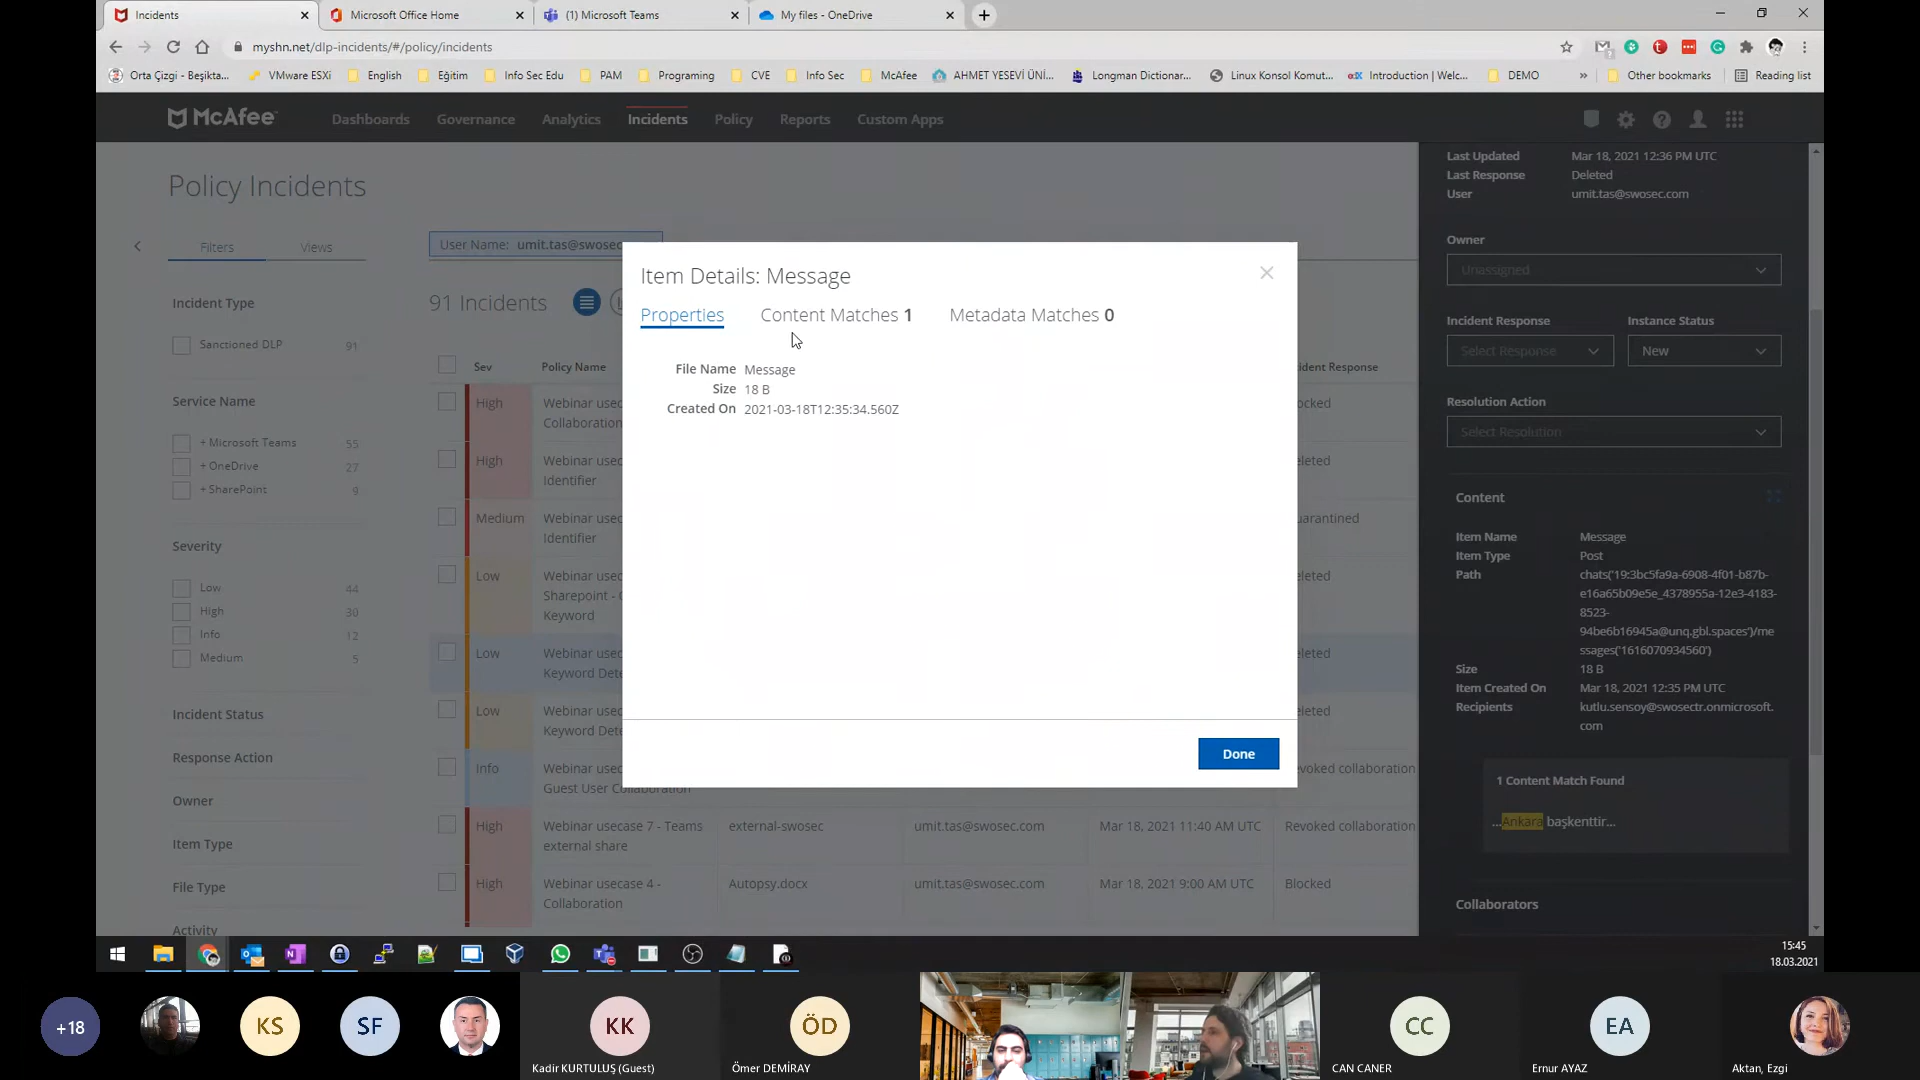 Incidents
Microsoft Office Home
(1) Microsoft Teams
My files - OneDrive
myshn.net/dlp-incidents/#/policy/incidents
Orta Çizgi - Beşikta...
VMware ESXi
English
Eğitim
Info Sec Edu
PAM
Programing
CVE
Info Sec
McAfee
AHMET YESEVİ ÜNİ...
Longman Dictionar...
Linux Konsol Komut...
Introduction | Welc...
DEMO
»
Other bookmarks
Reading list
McAfee
Dashboards
Governance
Analytics
Incidents
Policy
Reports
Custom Apps
Policy Incidents
Filters
Views
User Name: umit.tas@swosec
91 Incidents
Incident Type
Sanctioned DLP 91
Service Name
+ Microsoft Teams 55
+ OneDrive 27
+ SharePoint 9
Severity
Low 44
High 30
Info 12
Medium 5
Incident Status
Response Action
Owner
Item Type
File Type
Activity
Sev
Policy Name
ident Response
High
Webinar usec
Collaboration
ocked
High
Webinar usec
Identifier
eleted
Medium
Webinar usec
Identifier
uarantined
Low
Webinar usec
Sharepoint - C
Keyword
eleted
Low
Webinar usec
Keyword Dete
eleted
Low
Webinar usec
Keyword Dete
eleted
Info
Webinar usec
Guest User Collaboration
evoked collaboration
High
Webinar usecase 7 - Teams
external share
external-swosec
umit.tas@swosec.com
Mar 18, 2021 11:40 AM UTC
Revoked collaboration
High
Webinar usecase 4 -
Collaboration
Autopsy.docx
umit.tas@swosec.com
Mar 18, 2021 9:00 AM UTC
Blocked
Item Details: Message
Properties
Content Matches 1
Metadata Matches 0
File Name Message
Size 18 B
Created On 2021-03-18T12:35:34.560Z
Done
Last Updated Mar 18, 2021 12:36 PM UTC
Last Response Deleted
User umit.tas@swosec.com
Owner
Unassigned
Incident Response
Instance Status
Select Response
New
Resolution Action
Select Resolution
Content
Item Name Message
Item Type Post
Path chats('19:3bc5fa9a-6908-4f01-b87b-
e16a65b09e5e_4378955a-12e3-4183-
8523-
94be6b16945a@unq.gbl.spaces')/me
ssages('1616070934560')
Size 18 B
Item Created On Mar 18, 2021 12:35 PM UTC
Recipients kutlu.sensoy@swosectr.onmicrosoft.
com
1 Content Match Found
...Ankara başkenttir...
Collaborators
15:45
18.03.2021
+18
KS
SF
KK
Kadir KURTULUŞ (Guest)
ÖD
Ömer DEMİRAY
CC
CAN CANER
EA
Ernur AYAZ
Aktan, Ezgi